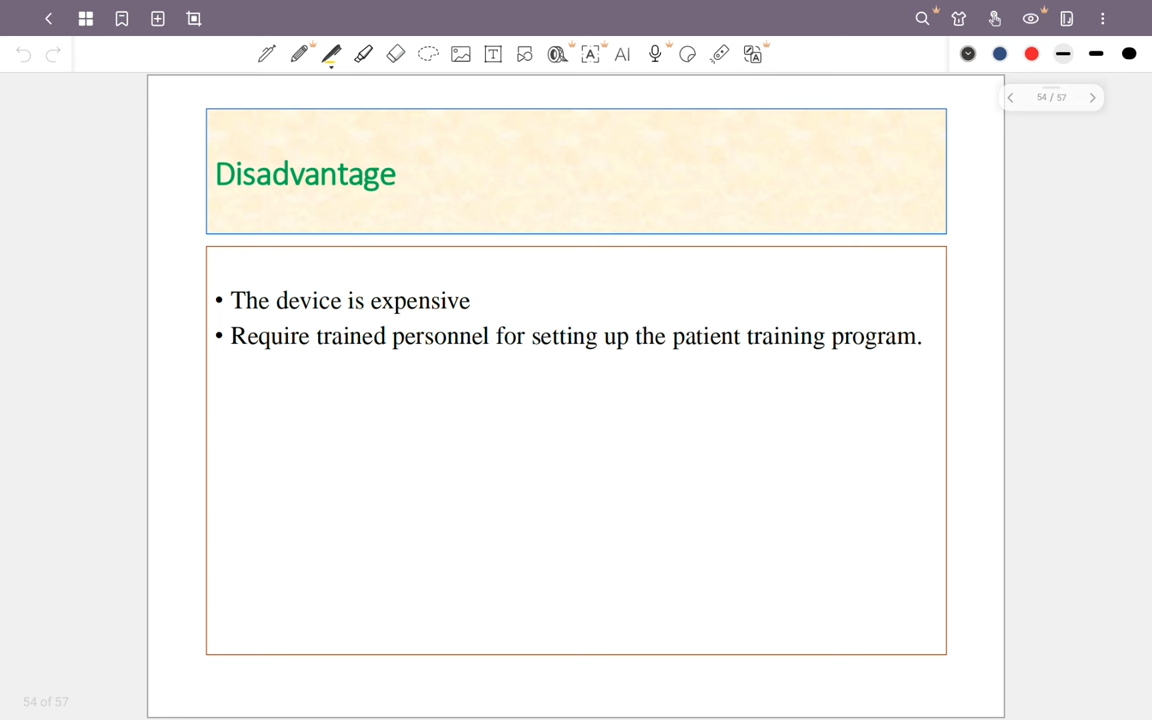 AI
54 / 57
Disadvantage
• The device is expensive
• Require trained personnel for setting up the patient training program.
54 of 57